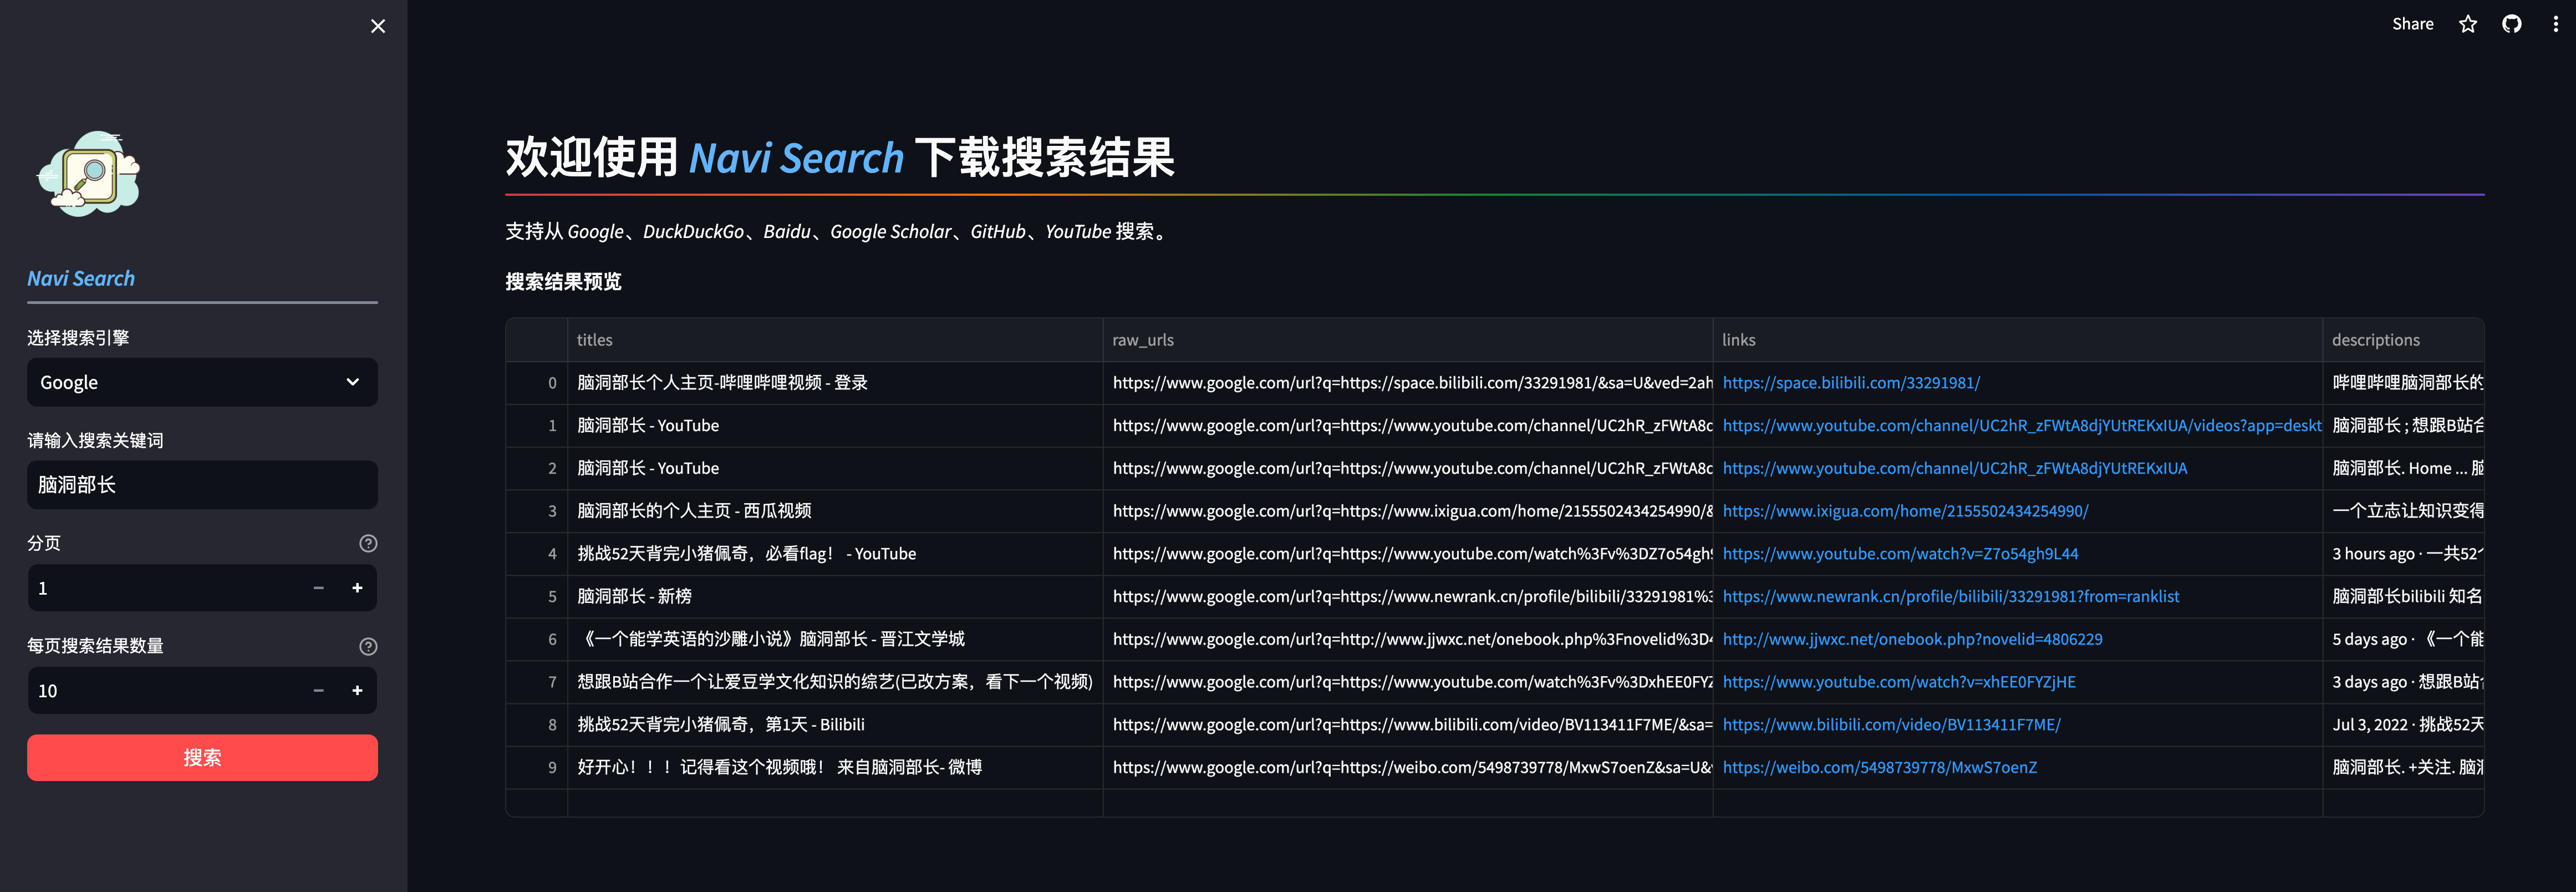 Share
Navi Search
选择搜索引擎
Google
请输入搜索关键词
脑洞部长
分页
1
每页搜索结果数量
10
搜索
欢迎使用 Navi Search 下载搜索结果
支持从 Google、DuckDuckGo、Baidu、Google Scholar、GitHub、YouTube 搜索。
搜索结果预览
titles raw_urls links descriptions
0 脑洞部长个人主页-哔哩哔哩视频 - 登录 https://www.google.com/url?q=https://space.bilibili.com/33291981/&sa=U&ved=2ah https://space.bilibili.com/33291981/ 哔哩哔哩脑洞部长的
1 脑洞部长 - YouTube https://www.google.com/url?q=https://www.youtube.com/channel/UC2hR_zFWtA8d https://www.youtube.com/channel/UC2hR_zFWtA8djYUtREKxIUA/videos?app=deskt 脑洞部长 ; 想跟B站合
2 脑洞部长 - YouTube https://www.google.com/url?q=https://www.youtube.com/channel/UC2hR_zFWtA8d https://www.youtube.com/channel/UC2hR_zFWtA8djYUtREKxIUA 脑洞部长. Home ... 脑
3 脑洞部长的个人主页 - 西瓜视频 https://www.google.com/url?q=https://www.ixigua.com/home/2155502434254990/& https://www.ixigua.com/home/2155502434254990/ 一个立志让知识变得
4 挑战52天背完小猪佩奇，必看flag！ - YouTube https://www.google.com/url?q=https://www.youtube.com/watch%3Fv%3DZ7o54gh9 https://www.youtube.com/watch?v=Z7o54gh9L44 3 hours ago · 一共52个
5 脑洞部长 - 新榜 https://www.google.com/url?q=https://www.newrank.cn/profile/bilibili/33291981%3 https://www.newrank.cn/profile/bilibili/33291981?from=ranklist 脑洞部长bilibili 知名
6 《一个能学英语的沙雕小说》脑洞部长 - 晋江文学城 https://www.google.com/url?q=http://www.jjwxc.net/onebook.php%3Fnovelid%3D4 http://www.jjwxc.net/onebook.php?novelid=4806229 5 days ago · 《一个能
7 想跟B站合作一个让爱豆学文化知识的综艺(已改方案，看下一个视频) https://www.google.com/url?q=https://www.youtube.com/watch%3Fv%3DxhEE0FYZ https://www.youtube.com/watch?v=xhEE0FYZjHE 3 days ago · 想跟B站合
8 挑战52天背完小猪佩奇，第1天 - Bilibili https://www.google.com/url?q=https://www.bilibili.com/video/BV113411F7ME/&sa= https://www.bilibili.com/video/BV113411F7ME/ Jul 3, 2022 · 挑战52天
9 好开心！！！记得看这个视频哦！ 来自脑洞部长- 微博 https://www.google.com/url?q=https://weibo.com/5498739778/MxwS7oenZ&sa=U& https://weibo.com/5498739778/MxwS7oenZ 脑洞部长. +关注. 脑洞